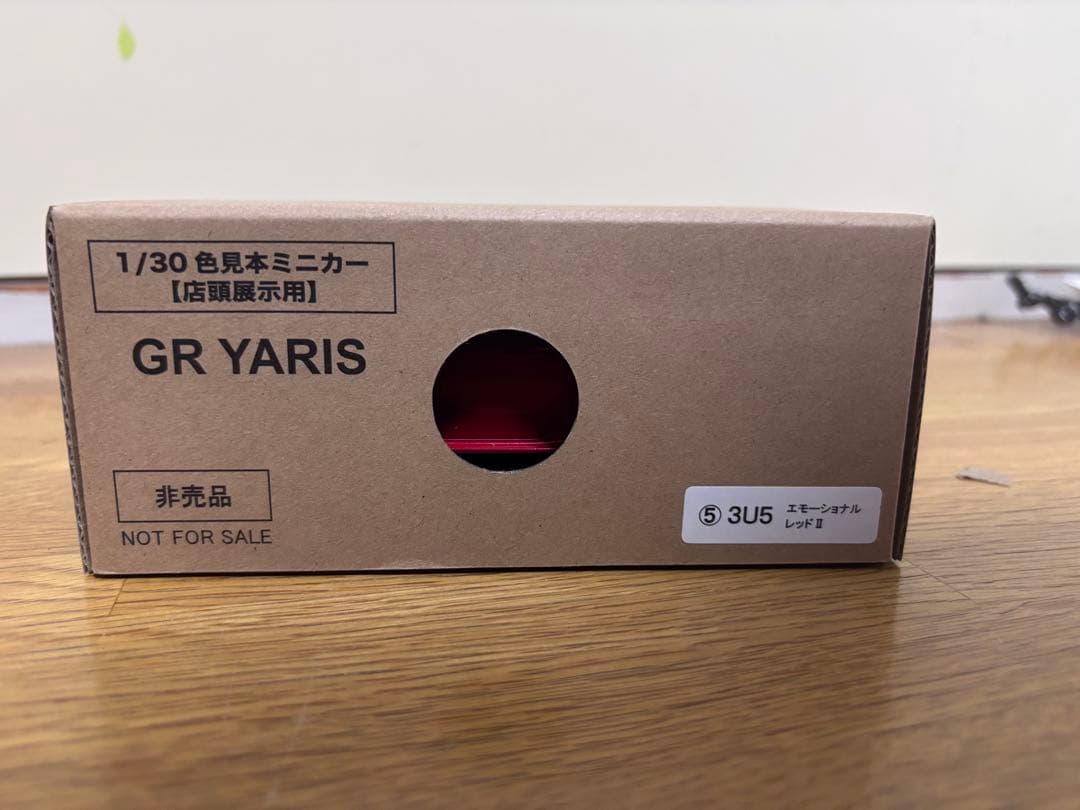 1/30 色見本ミニカー
【店頭展示用】
GR YARIS
非売品
NOT FOR SALE
⑤ 3U5 エモーショナル
レッドⅡ